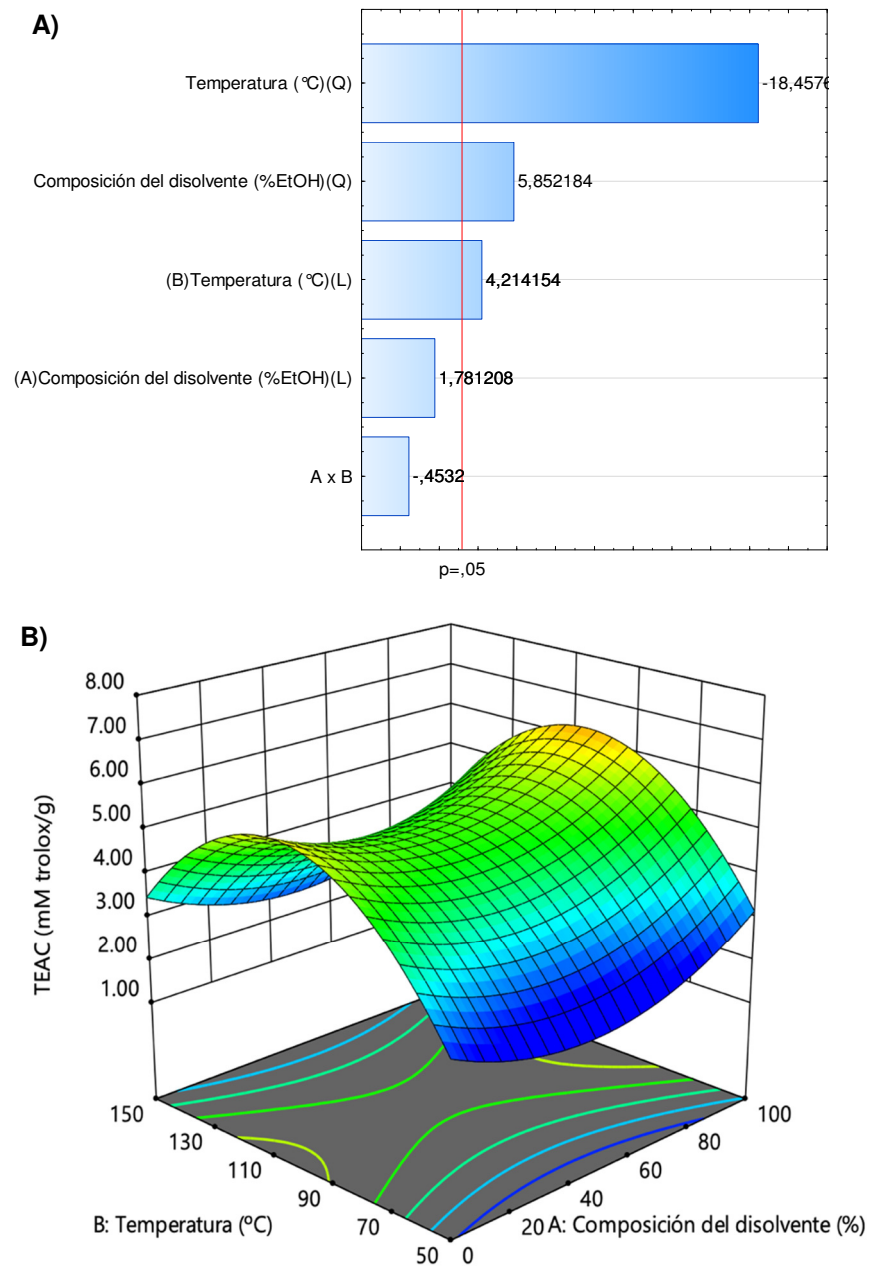 A)
Temperatura (°C)(Q)
-18,4576
Composición del disolvente (%EtOH)(Q)
5,852184
(B)Temperatura (°C)(L)
4,214154
(A)Composición del disolvente (%EtOH)(L)
1,781208
A x B
-,4532
p=,05
B)
8.00
7.00
6.00
5.00
4.00
3.00
2.00
1.00
TEAC (mM trolox/g)
150
130
110
90
70
50
B: Temperatura (ºC)
0
20
40
60
80
100
A: Composición del disolvente (%)